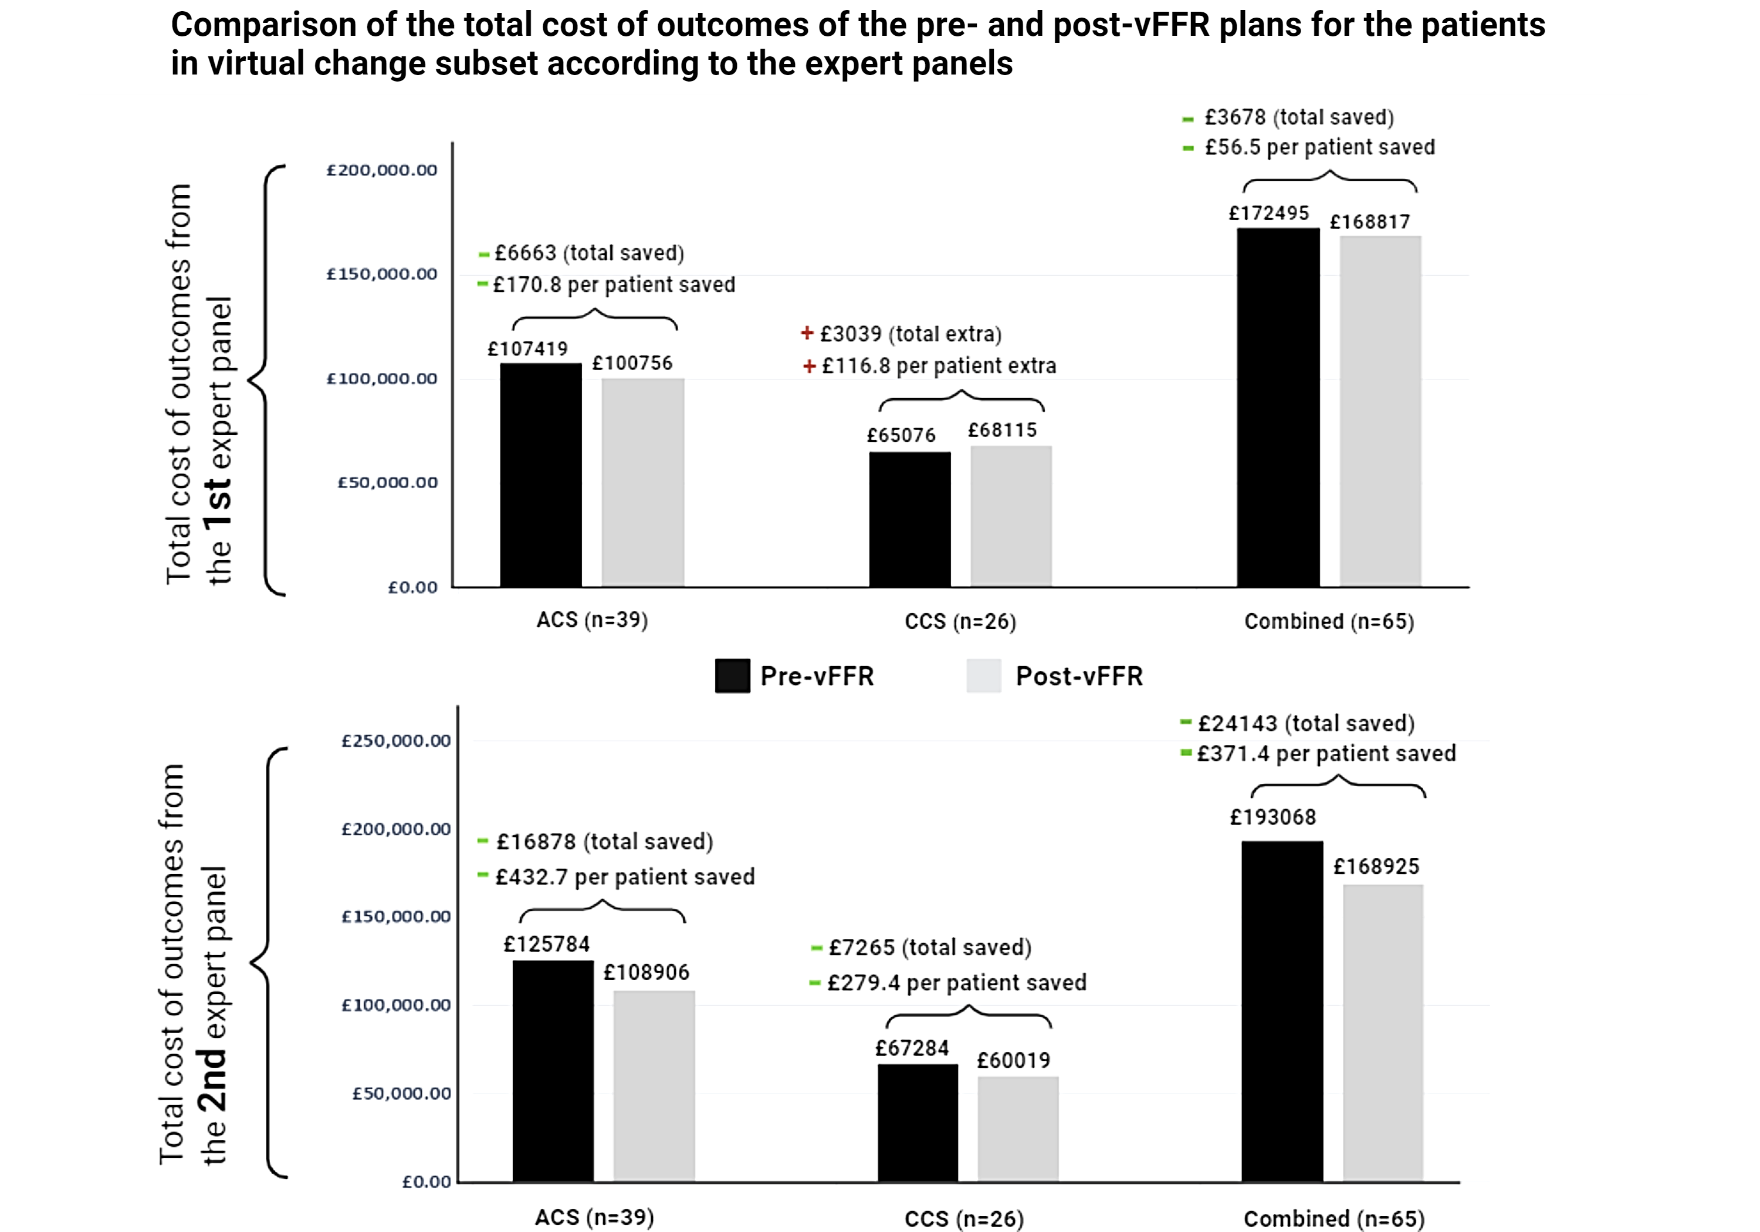 Comparison of the total cost of outcomes of the pre- and post-vFFR plans for the patients
in virtual change subset according to the expert panels
Total cost of outcomes from
the 1st expert panel
£200,000.00
£150,000.00
£100,000.00
£50,000.00
£0.00
- £6663 (total saved)
- £170.8 per patient saved
£107419
£100756
+ £3039 (total extra)
+ £116.8 per patient extra
£65076
£68115
- £3678 (total saved)
- £56.5 per patient saved
£172495
£168817
ACS (n=39)
CCS (n=26)
Combined (n=65)
Pre-vFFR
Post-vFFR
Total cost of outcomes from
the 2nd expert panel
£250,000.00
£200,000.00
£150,000.00
£100,000.00
£50,000.00
£0.00
- £16878 (total saved)
- £432.7 per patient saved
£125784
£108906
- £7265 (total saved)
- £279.4 per patient saved
£67284
£60019
- £24143 (total saved)
- £371.4 per patient saved
£193068
£168925
ACS (n=39)
CCS (n=26)
Combined (n=65)